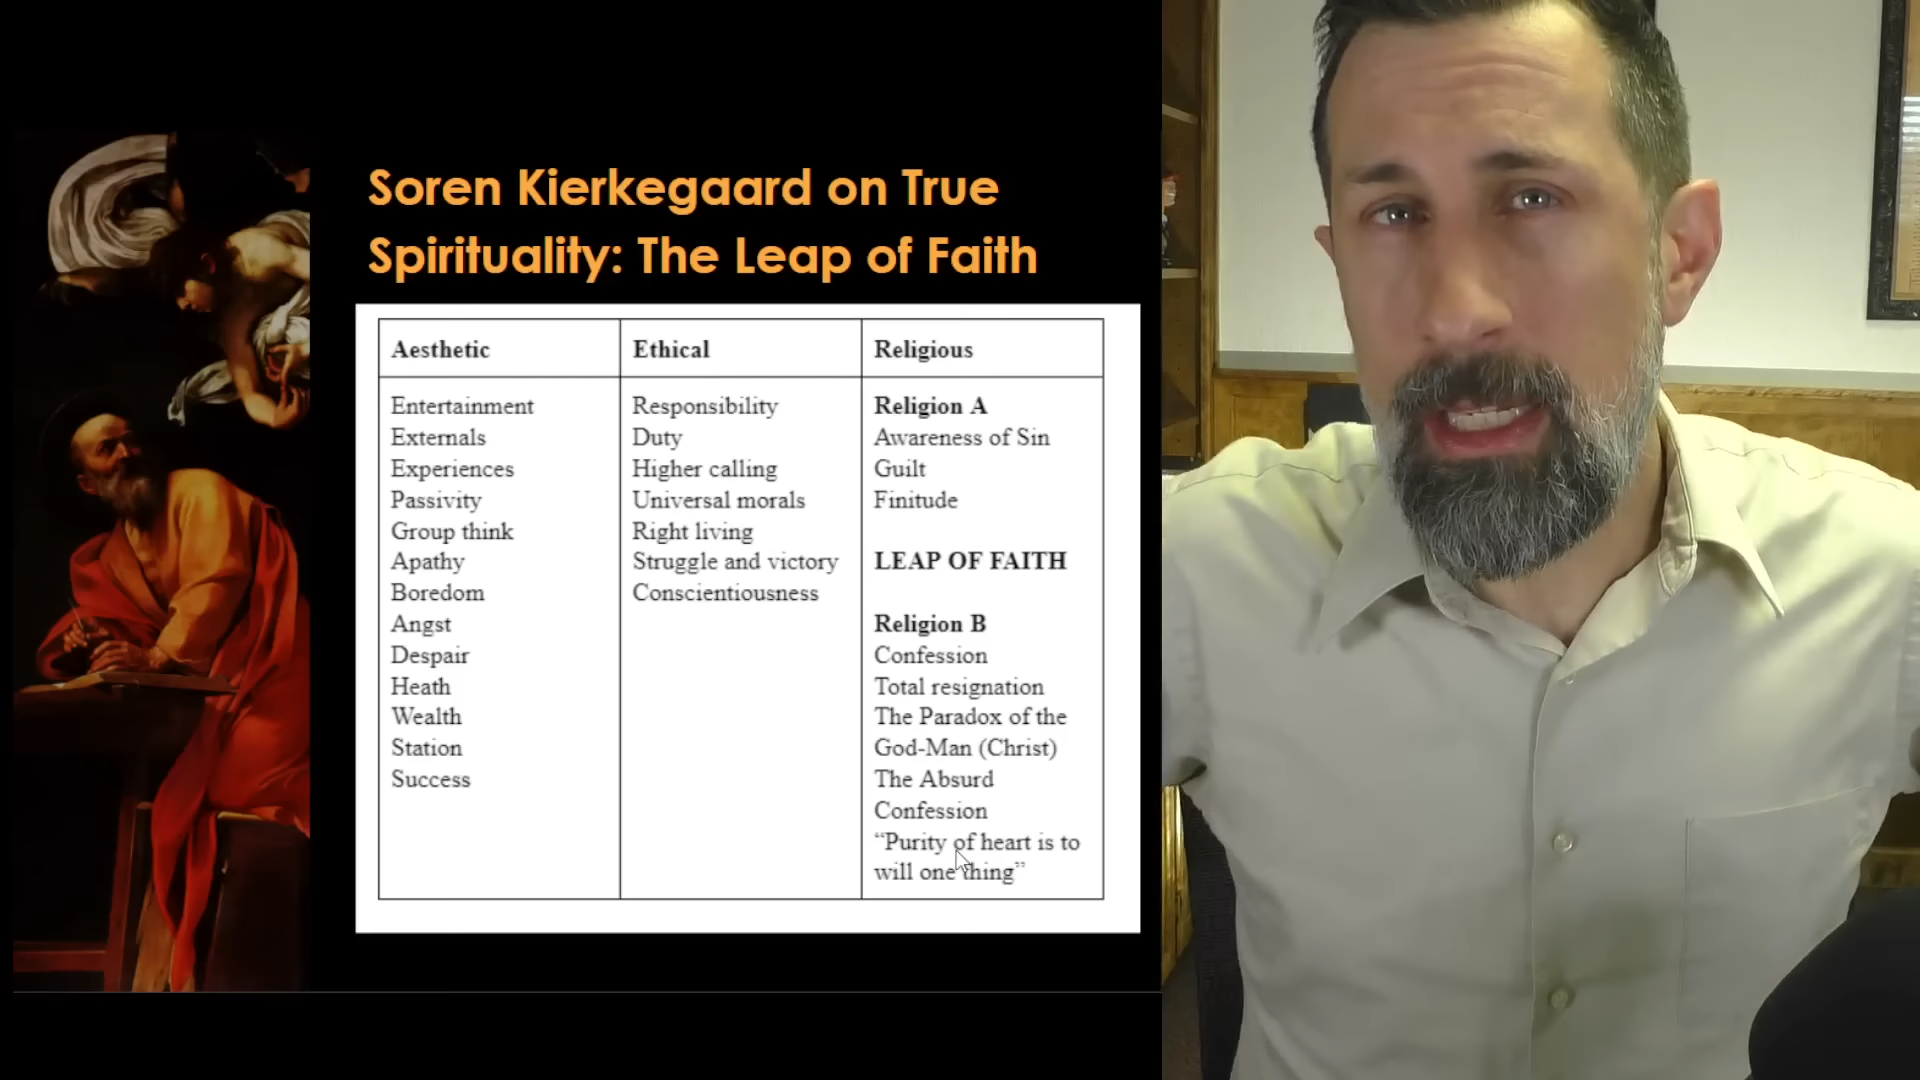 Soren Kierkegaard on True
Spirituality: The Leap of Faith
Aesthetic
Entertainment
Externals
Experiences
Passivity
Group think
Apathy
Boredom
Angst
Despair
Heath
Wealth
Station
Success
Ethical
Responsibility
Duty
Higher calling
Universal morals
Right living
Struggle and victory
Conscientiousness
Religious
Religion A
Awareness of Sin
Guilt
Finitude
LEAP OF FAITH
Religion B
Confession
Total resignation
The Paradox of the
God-Man (Christ)
The Absurd
Confession
“Purity of heart is to
will one thing”